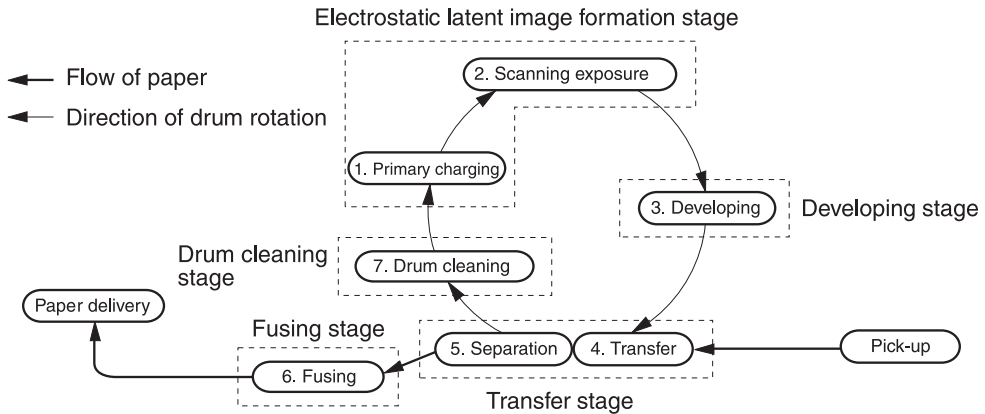 Electrostatic latent image formation stage
Flow of paper
Direction of drum rotation
2. Scanning exposure
1. Primary charging
3. Developing
Developing stage
Drum cleaning
stage
7. Drum cleaning
Paper delivery
Fusing stage
5. Separation
4. Transfer
Pick-up
6. Fusing
Transfer stage